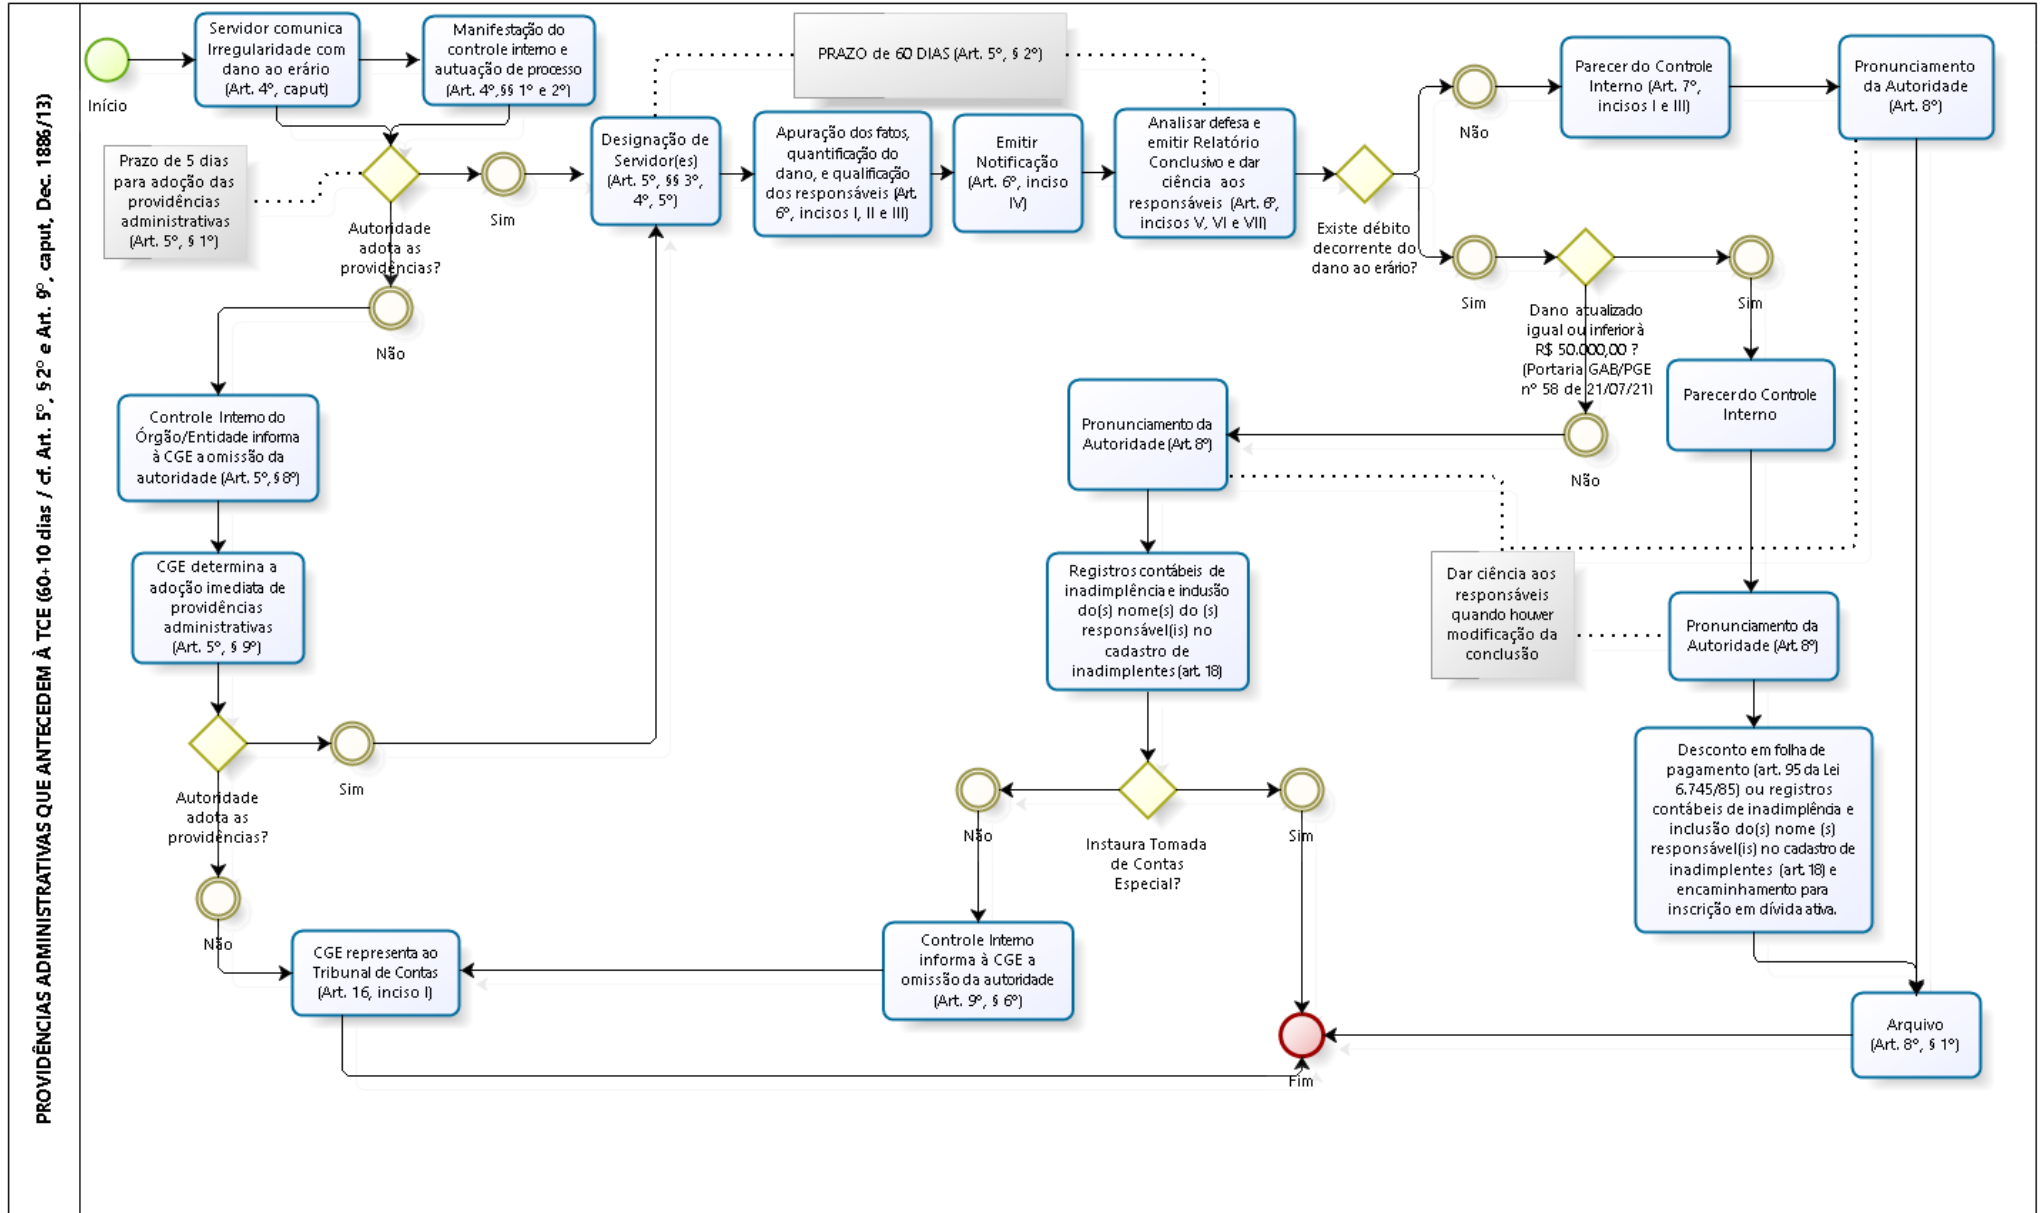 PROVIDÊNCIAS ADMINISTRATIVAS QUE ANTECEDEM À TCE (60+10 dias / cf. Art. 5º, §2º e Art. 9º, caput, Dec. 1886/13)
Início
Servidor comunica
Irregularidade com
dano ao erário
(Art. 4º, caput)
Manifestação do
controle interno e
autuação de processo
(Art. 4º,§§ 1º e 2º)
Prazo de 5 dias
para adoção das
providências
administrativas
(Art. 5º, § 1º)
Autoridade
adota as
providências?
Sim
Não
Designação de
Servidor(es)
(Art. 5º, §§ 3º,
4º, 5º)
PRAZO de 60 DIAS (Art. 5º, § 2º)
Apuração dos fatos,
quantificação do
dano, e qualificação
dos responsáveis (Art.
6º, incisos I, II e III)
Emitir
Notificação
(Art. 6º, inciso
IV)
Analisar defesa e
emitir Relatório
Conclusivo e dar
ciência aos
responsáveis (Art. 6º,
incisos V, VI e VII)
Existe débito
decorrente do
dano ao erário?
Não
Parecer do Controle
Interno (Art. 7º,
incisos I e III)
Pronunciamento
da Autoridade
(Art. 8º)
Sim
Dano atualizado
igual ou inferior à
R$ 50.000,00 ?
(Portaria GAB/PGE
nº 58 de 21/07/21)
Sim
Não
Parecer do Controle
Interno
Pronunciamento da
Autoridade (Art. 8º)
Controle Interno do
Órgão/Entidade informa
à CGE a omissão da
autoridade (Art. 5º, §8º)
CGE determina a
adoção imediata de
providências
administrativas
(Art. 5º, § 9º)
Autoridade
adota as
providências?
Sim
Não
CGE representa ao
Tribunal de Contas
(Art. 16, inciso I)
Registros contábeis de
inadimplência e inclusão
do(s) nome(s) do (s)
responsável(is) no
cadastro de
inadimplentes (art. 18)
Dar ciência aos
responsáveis
quando houver
modificação da
conclusão
Pronunciamento da
Autoridade (Art. 8º)
Instaura Tomada
de Contas
Especial?
Não
Sim
Controle Interno
informa à CGE a
omissão da autoridade
(Art. 9º, § 6º)
Desconto em folha de
pagamento (art. 95 da Lei
6.745/85) ou registros
contábeis de inadimplência e
inclusão do(s) nome (s)
responsável(is) no cadastro de
inadimplentes (art. 18) e
encaminhamento para
inscrição em dívida ativa.
Arquivo
(Art. 8º, § 1º)
Fim